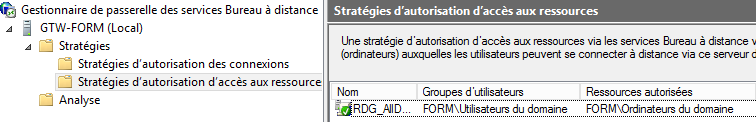 Gestionnaire de passerelle des services Bureau à distance
GTW-FORM (Local)
Stratégies
Stratégies d'autorisation des connexions
Stratégies d'autorisation d'accès aux ressource
Analyse
Stratégies d'autorisation d'accès aux ressources
Une stratégie d'autorisation d'accès aux ressources via les services Bureau à distance v
(ordinateurs) auxquelles les utilisateurs peuvent se connecter à distance via ce serveur d
Nom Groupes d'utilisateurs Ressources autorisées
RDG_AllD... FORM\Utilisateurs du domaine FORM\Ordinateurs du domaine